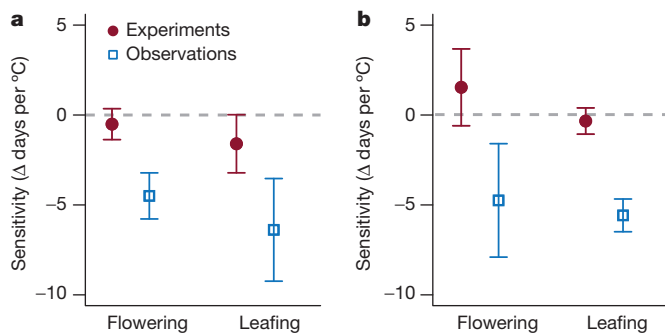 a
5
0
−5
−10
Sensitivity (Δ days per °C)
Experiments
Observations
Flowering Leafing
b
5
0
−5
−10
Sensitivity (Δ days per °C)
Flowering Leafing